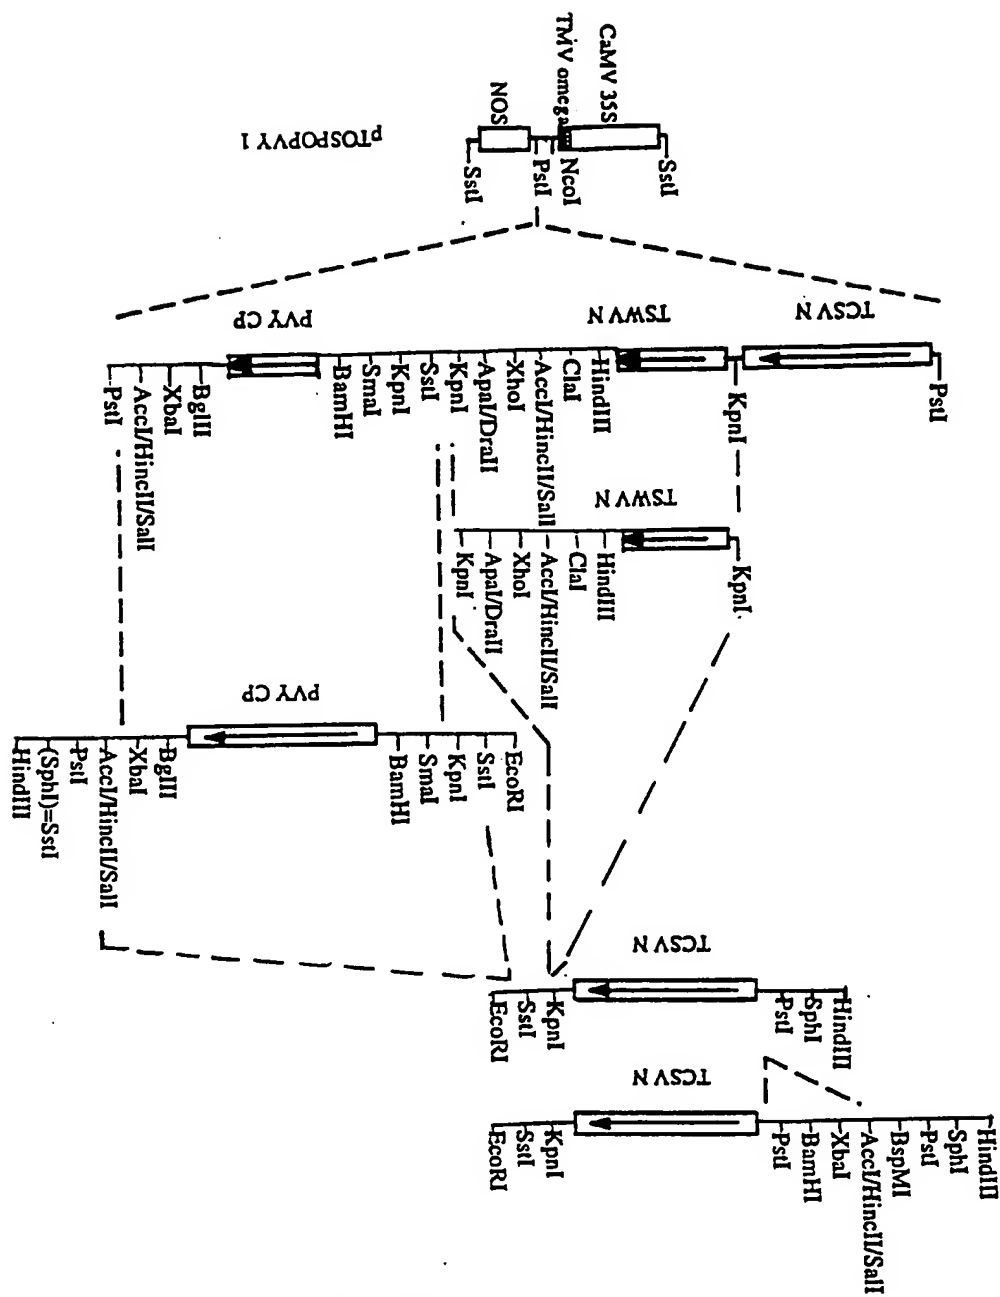 CaMV 35S
TMV omega
NOS
SstI
NcoI
PstI
SstI
pTOSPOPVY 1
TCSV N
TSWV N
PVY CP
PstI
KpnI
HindIII
ClaI
AccI/HincII/SalI
XhoI
ApaI/DraII
KpnI
SstI
KpnI
SmaI
BamHI
BglII
XbaI
AccI/HincII/SalI
PstI
TSWV N
KpnI
HindIII
ClaI
AccI/HincII/SalI
XhoI
ApaI/DraII
KpnI
PVY CP
EcoRI
SstI
KpnI
SmaI
BamHI
BglII
XbaI
AccI/HincII/SalI
PstI
(SphI)=SstI
HindIII
TCSV N
HindIII
SphI
PstI
KpnI
SstI
EcoRI
TCSV N
HindIII
SphI
PstI
BspMI
AccI/HincII/SalI
XbaI
BamHI
PstI
KpnI
SstI
EcoRI